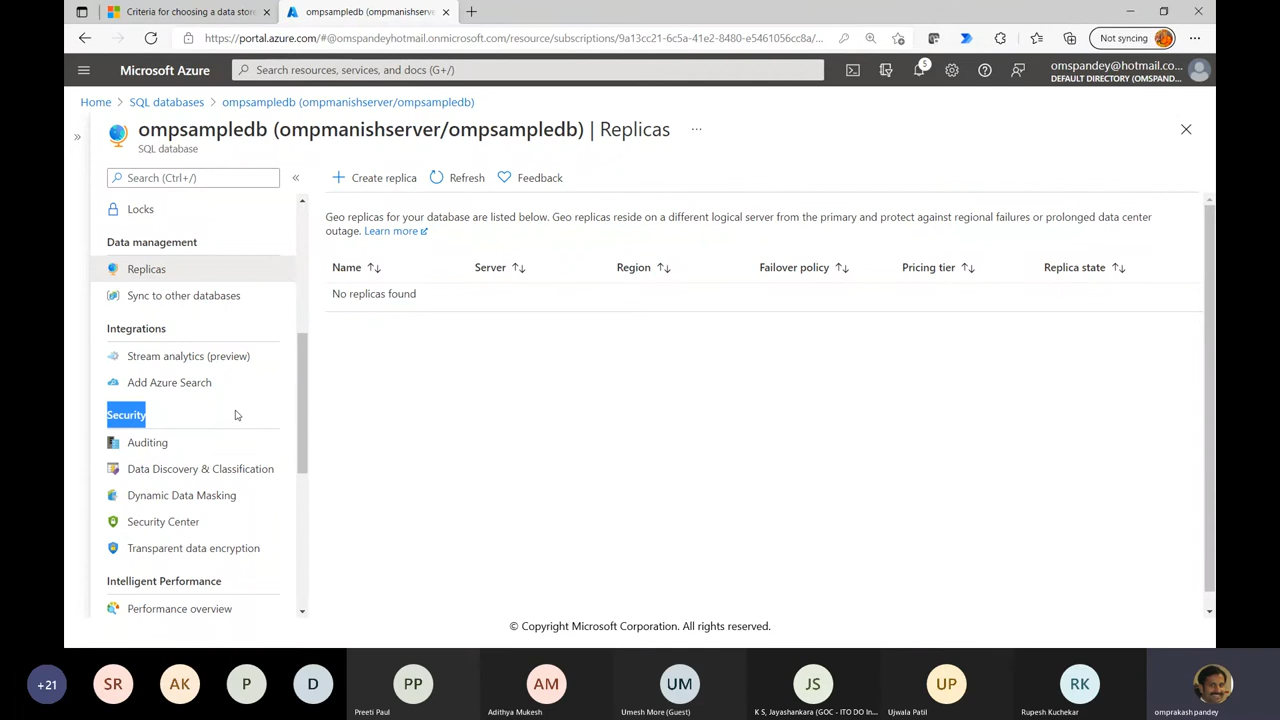 Criteria for choosing a data store
ompsampledb (ompmanishserver
https://portal.azure.com/#@omspandeyhotmail.onmicrosoft.com/resource/subscriptions/9a13cc21-6c5a-41e2-8480-e5461056cc8a/...
Not syncing
Microsoft Azure
Search resources, services, and docs (G+/)
5
omspandey@hotmail.co...
DEFAULT DIRECTORY (OMSPAND...
Home > SQL databases > ompsampledb (ompmanishserver/ompsampledb)
ompsampledb (ompmanishserver/ompsampledb) | Replicas ...
SQL database
Search (Ctrl+/)
«
Create replica
Refresh
Feedback
Locks
Data management
Replicas
Sync to other databases
Integrations
Stream analytics (preview)
Add Azure Search
Security
Auditing
Data Discovery & Classification
Dynamic Data Masking
Security Center
Transparent data encryption
Intelligent Performance
Performance overview
Geo replicas for your database are listed below. Geo replicas reside on a different logical server from the primary and protect against regional failures or prolonged data center
outage. Learn more
Name Server Region Failover policy Pricing tier Replica state
No replicas found
© Copyright Microsoft Corporation. All rights reserved.
+21 SR AK P D PP AM UM JS UP RK
Preeti Paul Adithya Mukesh Umesh More (Guest) K S, Jayashankara (GOC - ITO DO In... Ujwala Patil Rupesh Kuchekar omprakash pandey